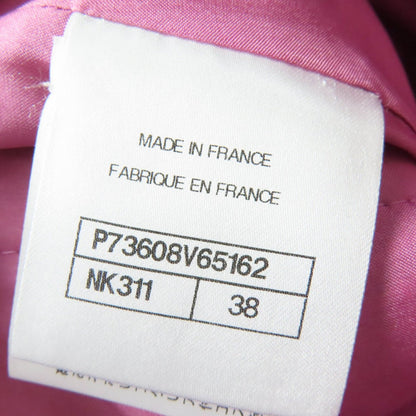 MADE IN FRANCE
FABRIQUE EN FRANCE
P73608V65162
NK311 38